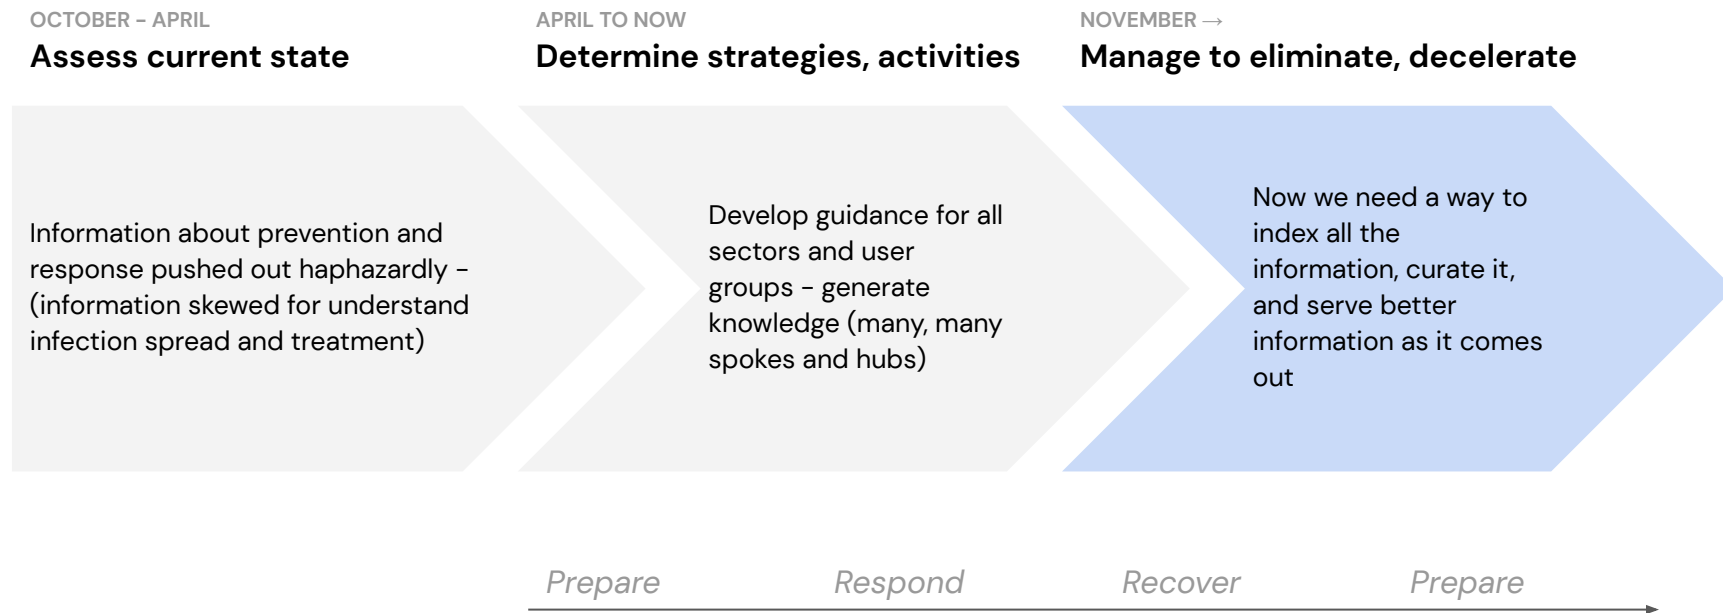 OCTOBER – APRIL
Assess current state
Information about prevention and
response pushed out haphazardly –
(information skewed for understand
infection spread and treatment)
APRIL TO NOW
Determine strategies, activities
Develop guidance for all
sectors and user
groups – generate
knowledge (many, many
spokes and hubs)
NOVEMBER →
Manage to eliminate, decelerate
Now we need a way to
index all the
information, curate it,
and serve better
information as it comes
out
Prepare Respond Recover Prepare